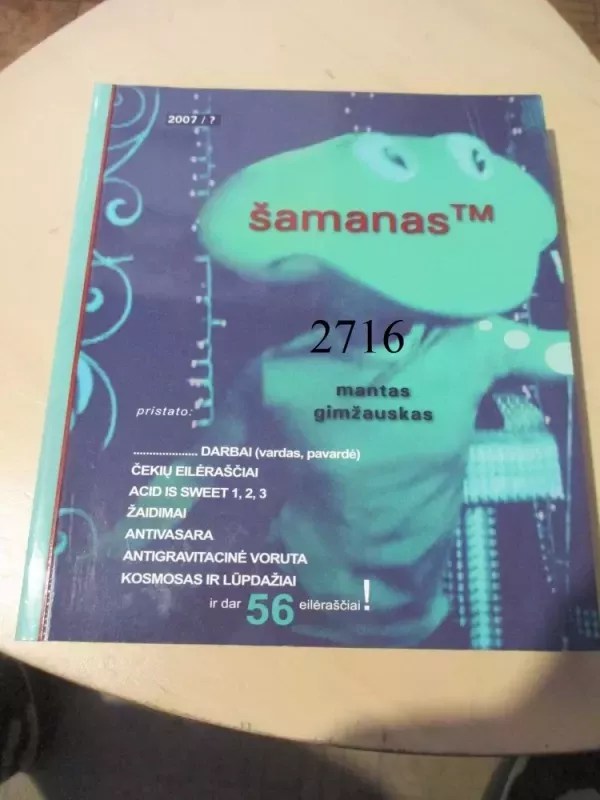 2007 / ?
šamanas™
2716
mantas
gimžauskas
pristato:
.................... DARBAI (vardas, pavardė)
ČEKIŲ EILĖRAŠČIAI
ACID IS SWEET 1, 2, 3
ŽAIDIMAI
ANTIVASARA
ANTIGRAVITACINĖ VORUTA
KOSMOSAS IR LŪPDAŽIAI
ir dar 56 eilėraščiai!